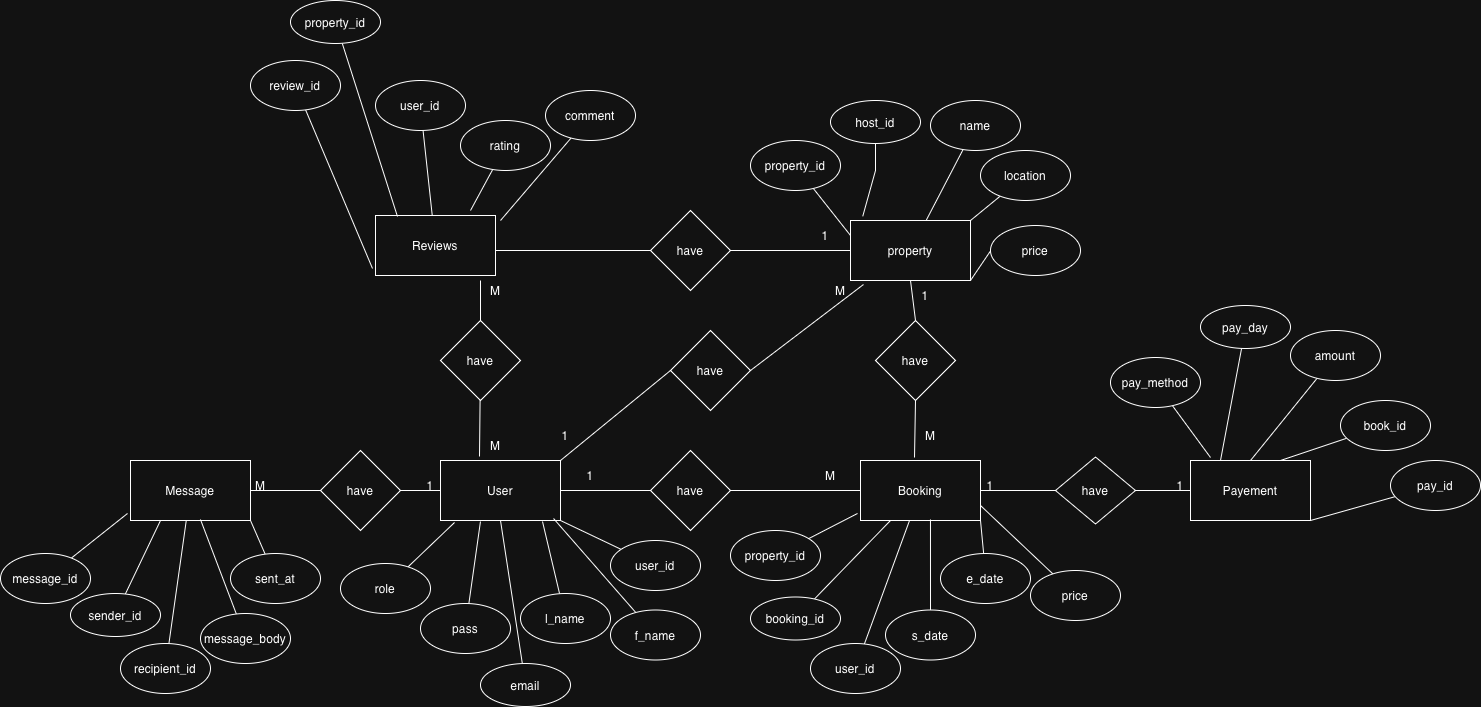 property_id
review_id
user_id
rating
comment
Reviews
have
1
property_id
host_id
name
location
price
property
M
M
1
have
have
have
M
1
M
pay_method
pay_day
amount
book_id
pay_id
Message
M
have
1
User
1
have
M
Booking
1
have
1
Payement
message_id
sender_id
recipient_id
message_body
sent_at
role
pass
email
l_name
f_name
user_id
property_id
booking_id
user_id
s_date
e_date
price